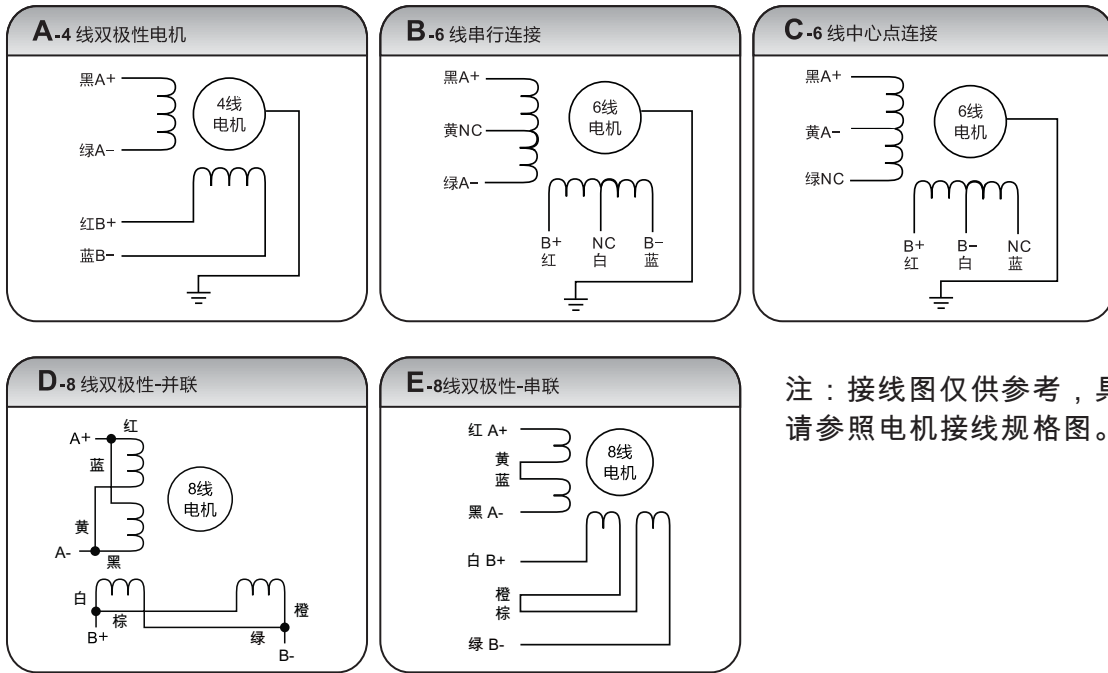 A-4 线双极性电机
黑A+
4线
电机
绿A-
红B+
蓝B-
B-6 线串行连接
黑A+
黄NC
绿A-
6线
电机
B+ NC B-
红 白 蓝
C-6 线中心点连接
黑A+
黄A-
绿NC
6线
电机
B+ B- NC
红 白 蓝
D-8 线双极性-并联
红
A+
蓝
8线
电机
黄
A-
黑
白
棕
橙
B+
绿
B-
E-8线双极性-串联
红 A+
黄
蓝
8线
电机
黑 A-
白 B+
橙
棕
绿 B-
注：接线图仅供参考，
请参照电机接线规格图。